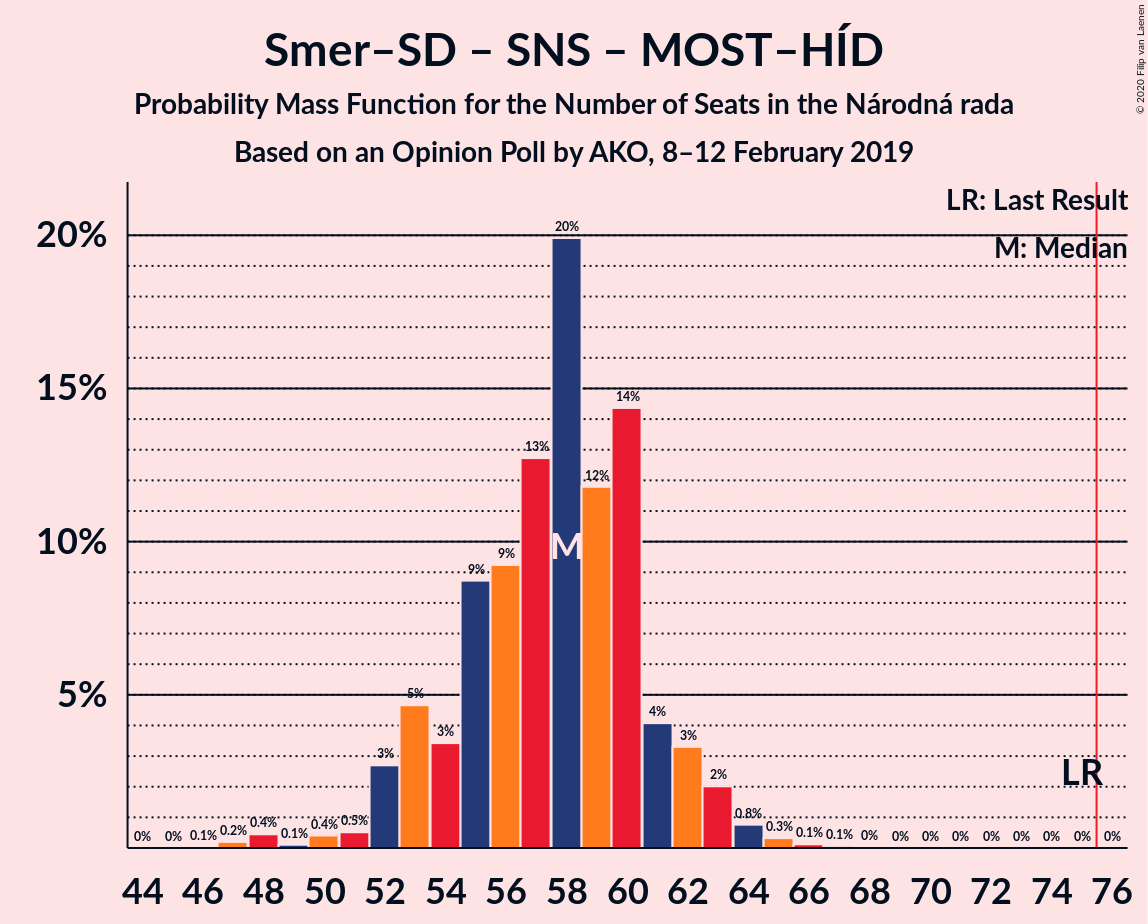 Smer–SD – SNS – MOST–HÍD
Probability Mass Function for the Number of Seats in the Národná rada
Based on an Opinion Poll by AKO, 8–12 February 2019
© 2020 Filip van Laenen
LR: Last Result
M: Median
20%
15%
10%
5%
0% 0% 0.1% 0.2% 0.4% 0.1% 0.4% 0.5% 3% 5% 3% 9% 9% 13% 20% 12% 14% 4% 3% 2% 0.8% 0.3% 0.1% 0.1% 0% 0% 0% 0% 0% 0% 0% 0% 0%
M
LR
44 46 48 50 52 54 56 58 60 62 64 66 68 70 72 74 76